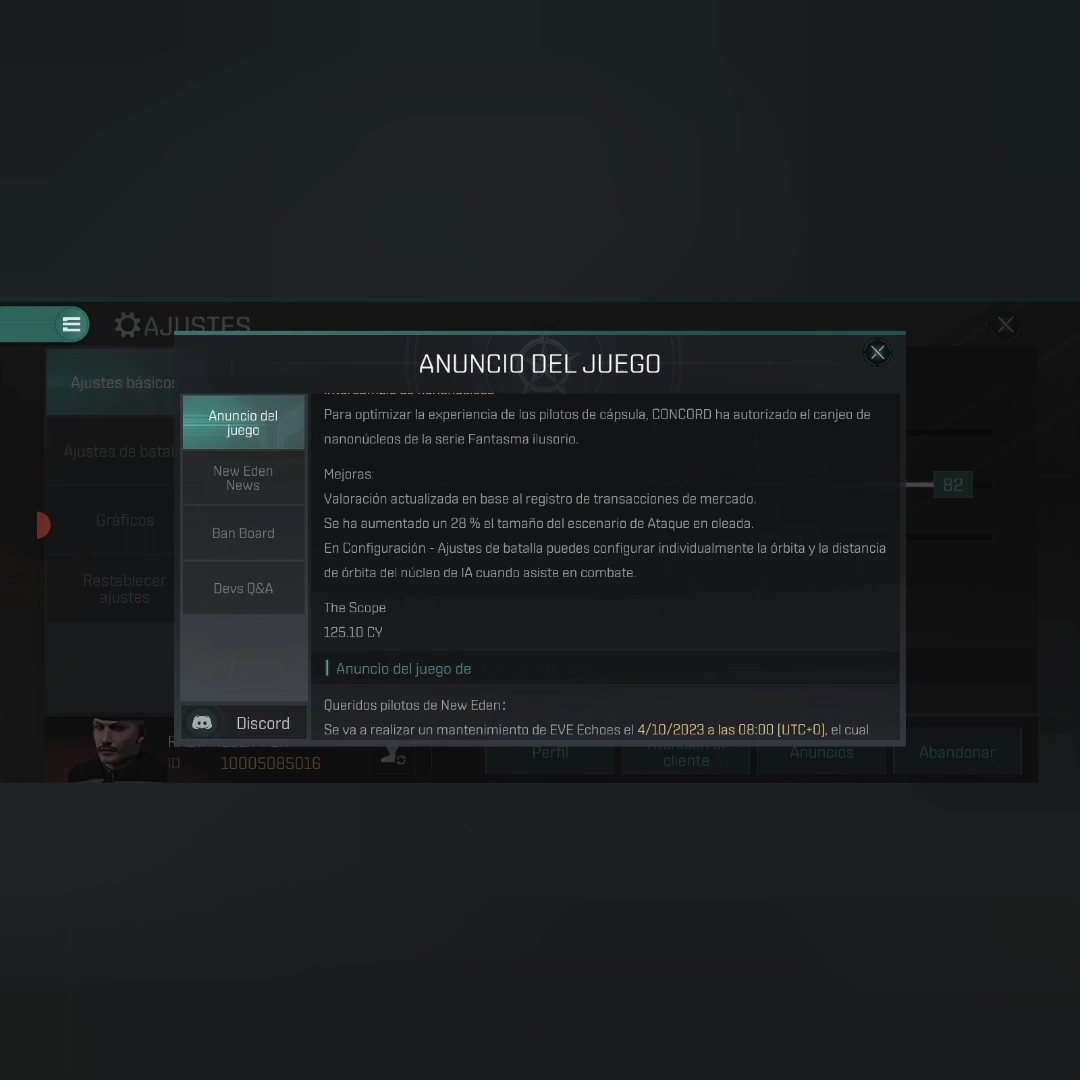 AJUSTES
ANUNCIO DEL JUEGO
Ajustes básicos
Ajustes de batal
Gráficos
Restablecer
ajustes
Anuncio del
juego
New Eden
News
Ban Board
Devs Q&A
Discord
Para optimizar la experiencia de los pilotos de cápsula, CONCORD ha autorizado el canjeo de
nanonúcleos de la serie Fantasma ilusorio.
Mejoras:
Valoración actualizada en base al registro de transacciones de mercado.
Se ha aumentado un 28 % el tamaño del escenario de Ataque en oleada.
En Configuración - Ajustes de batalla puedes configurar individualmente la órbita y la distancia
de órbita del núcleo de IA cuando asiste en combate.
The Scope
125.10 CY
Anuncio del juego de
Queridos pilotos de New Eden:
Se va a realizar un mantenimiento de EVE Echoes el 4/10/2023 a las 08:00 (UTC+0), el cual
82
ID
10005085016
Perfil
cliente
Anuncios
Abandonar